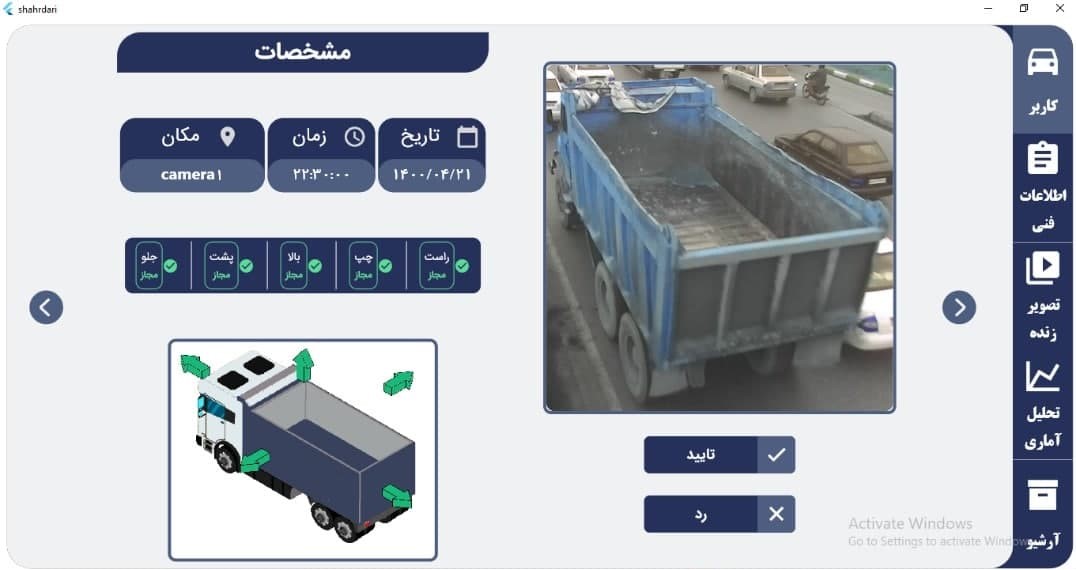 shahrdari
مشخصات
تاریخ
زمان
مکان
۱۴۰۰/۰۴/۲۱
۲۲:۳۰:۰۰
camera۱
راست
مجاز
چپ
مجاز
بالا
مجاز
پشت
مجاز
جلو
مجاز
تایید
رد
کاربر
اطلاعات
فنی
تصویر
زنده
تحلیل
آماری
آرشیو
Activate Windows
Go to Settings to activate Windows